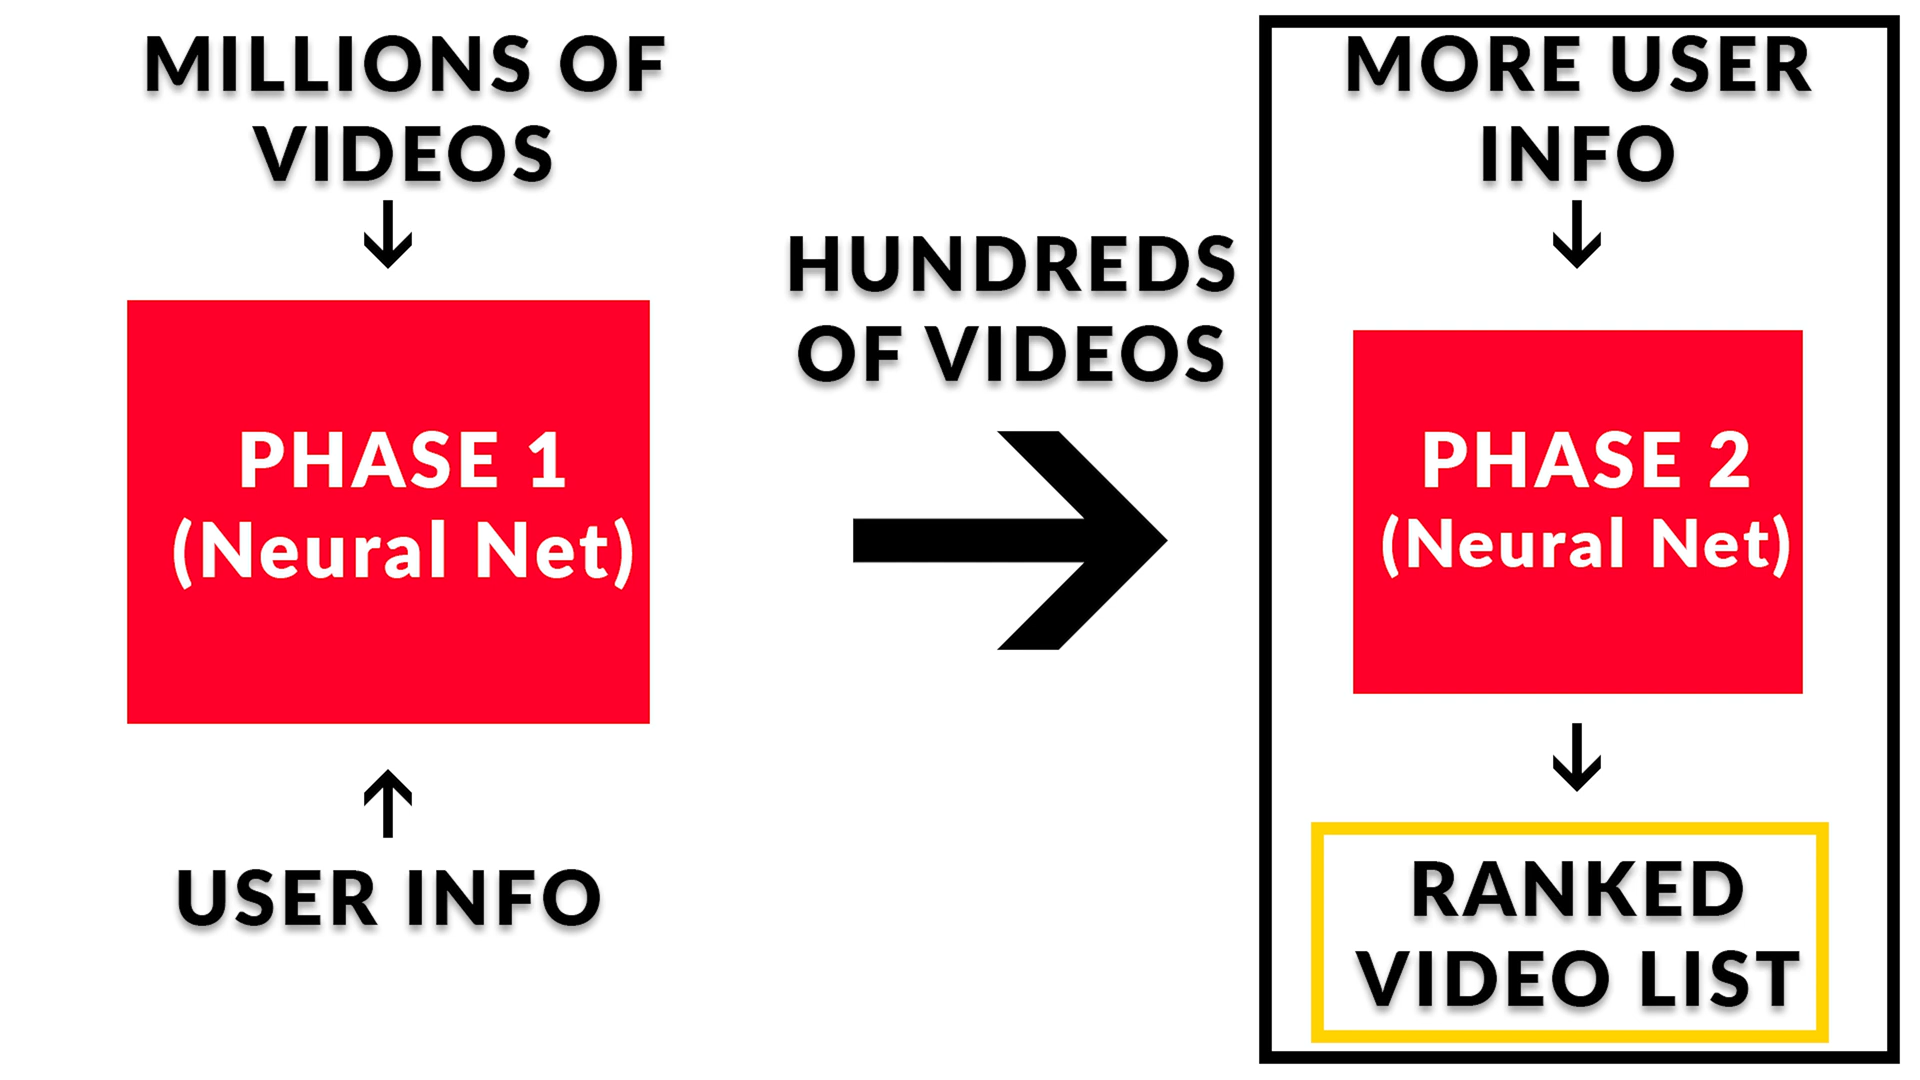 MILLIONS OF
VIDEOS
PHASE 1
(Neural Net)
USER INFO
HUNDREDS
OF VIDEOS
MORE USER
INFO
PHASE 2
(Neural Net)
RANKED
VIDEO LIST